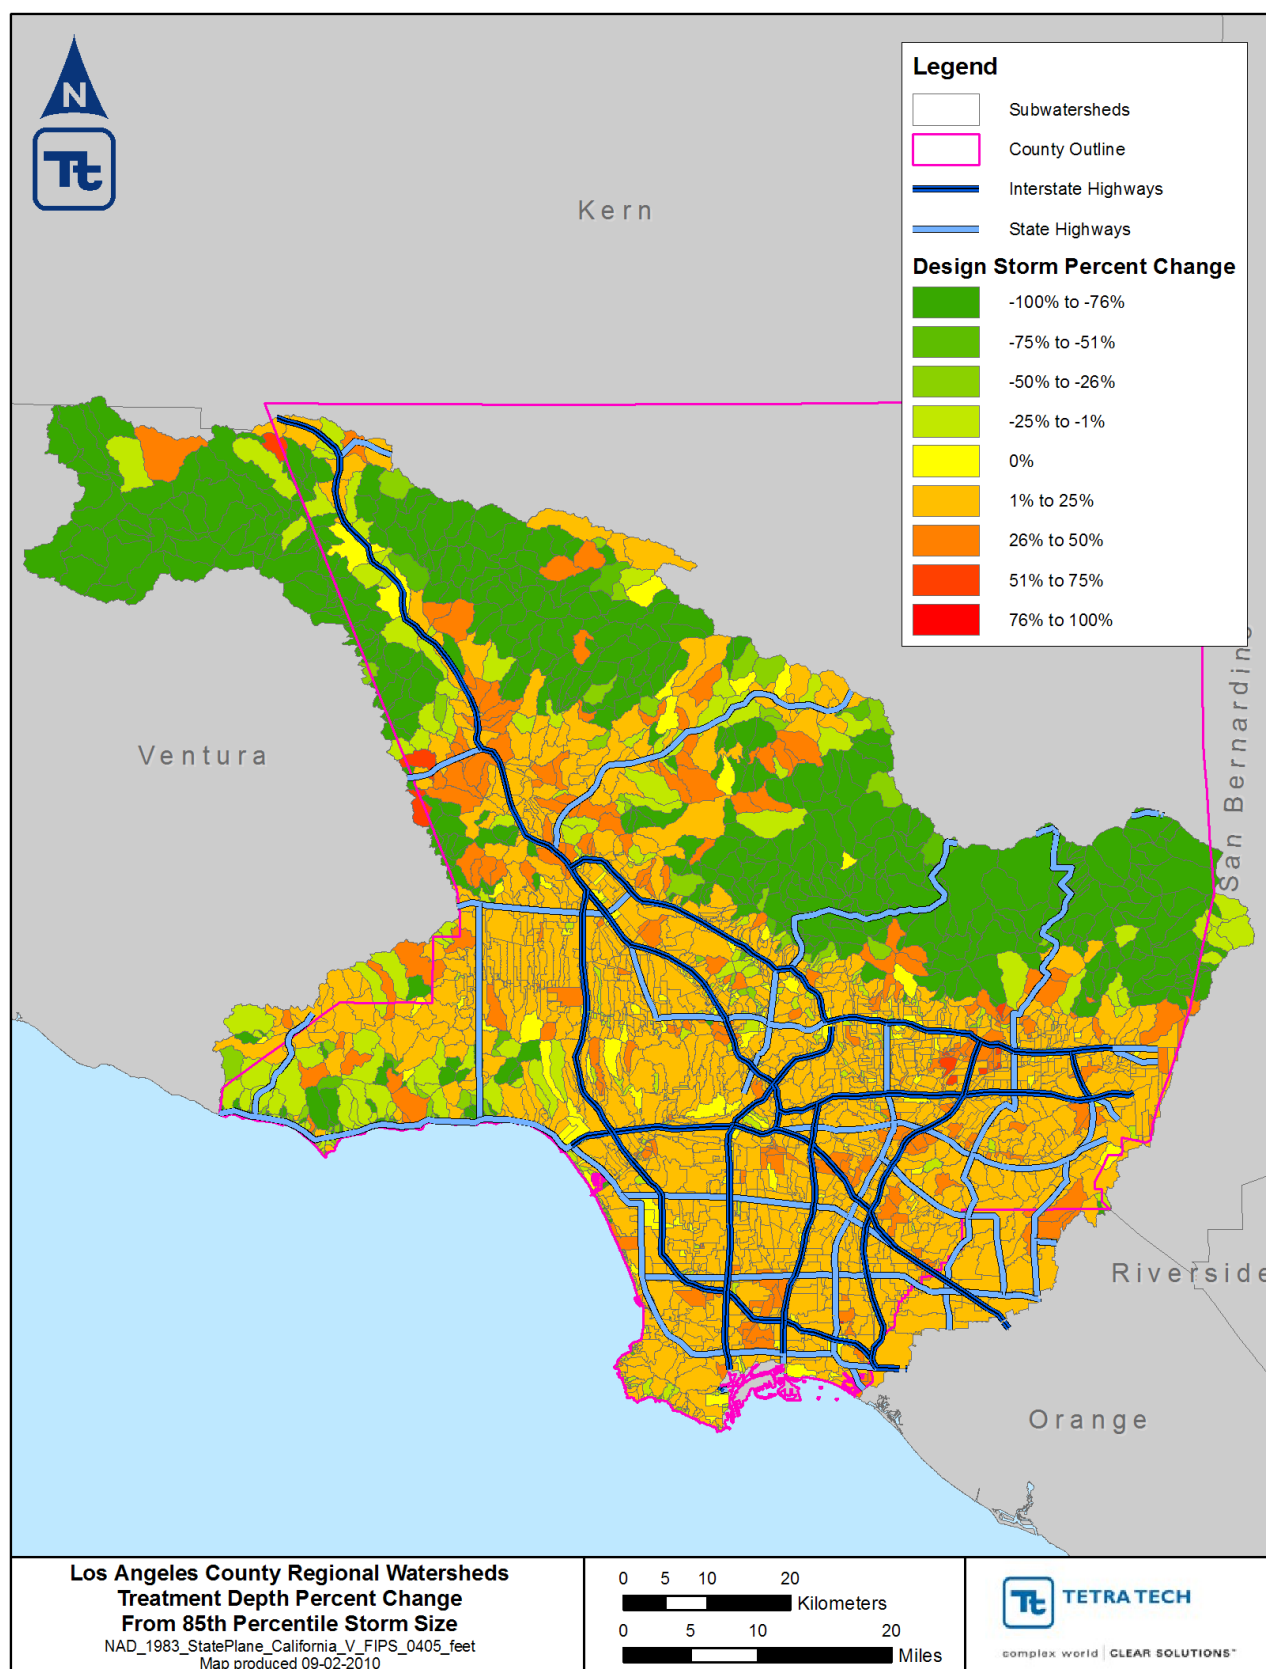 N
Tt
Legend
Subwatersheds
County Outline
Interstate Highways
State Highways
Design Storm Percent Change
-100% to -76%
-75% to -51%
-50% to -26%
-25% to -1%
0%
1% to 25%
26% to 50%
51% to 75%
76% to 100%
Kern
Ventura
San Bernardino
Riverside
Orange
Los Angeles County Regional Watersheds
Treatment Depth Percent Change
From 85th Percentile Storm Size
NAD_1983_StatePlane_California_V_FIPS_0405_feet
Map produced 09-02-2010
0 5 10 20
Kilometers
0 5 10 20
Miles
Tt TETRA TECH
complex world | CLEAR SOLUTIONS™